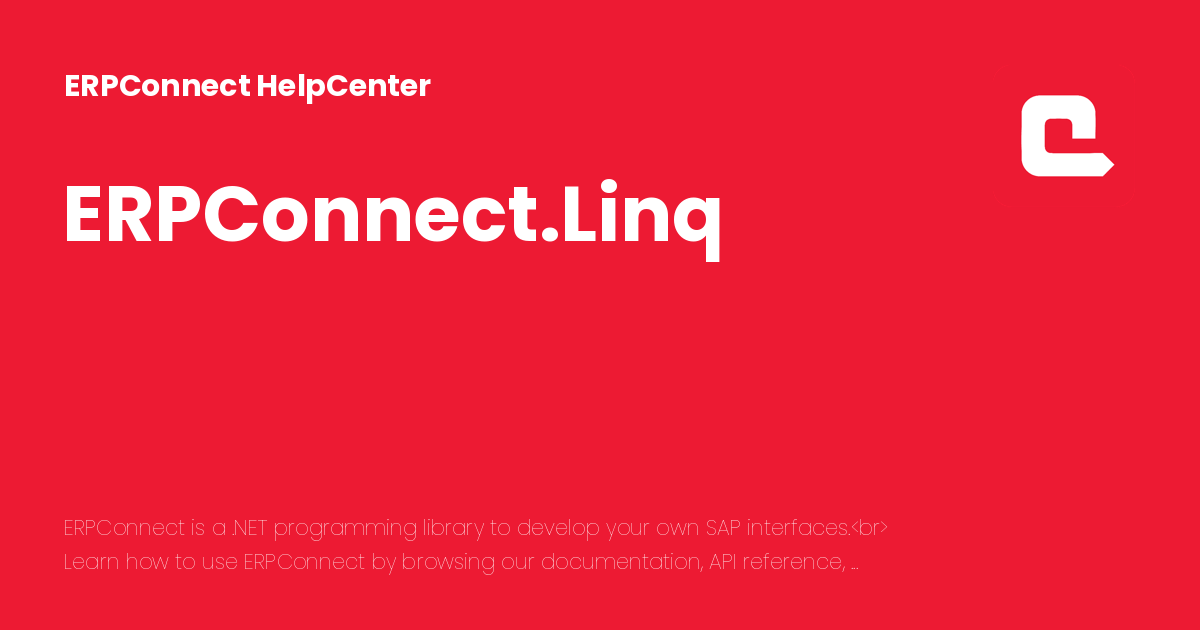 ERPConnect HelpCenter
ERPConnect.Linq
ERPConnect is a .NET programming library to develop your own SAP interfaces.<br>
Learn how to use ERPConnect by browsing our documentation, API reference, ...